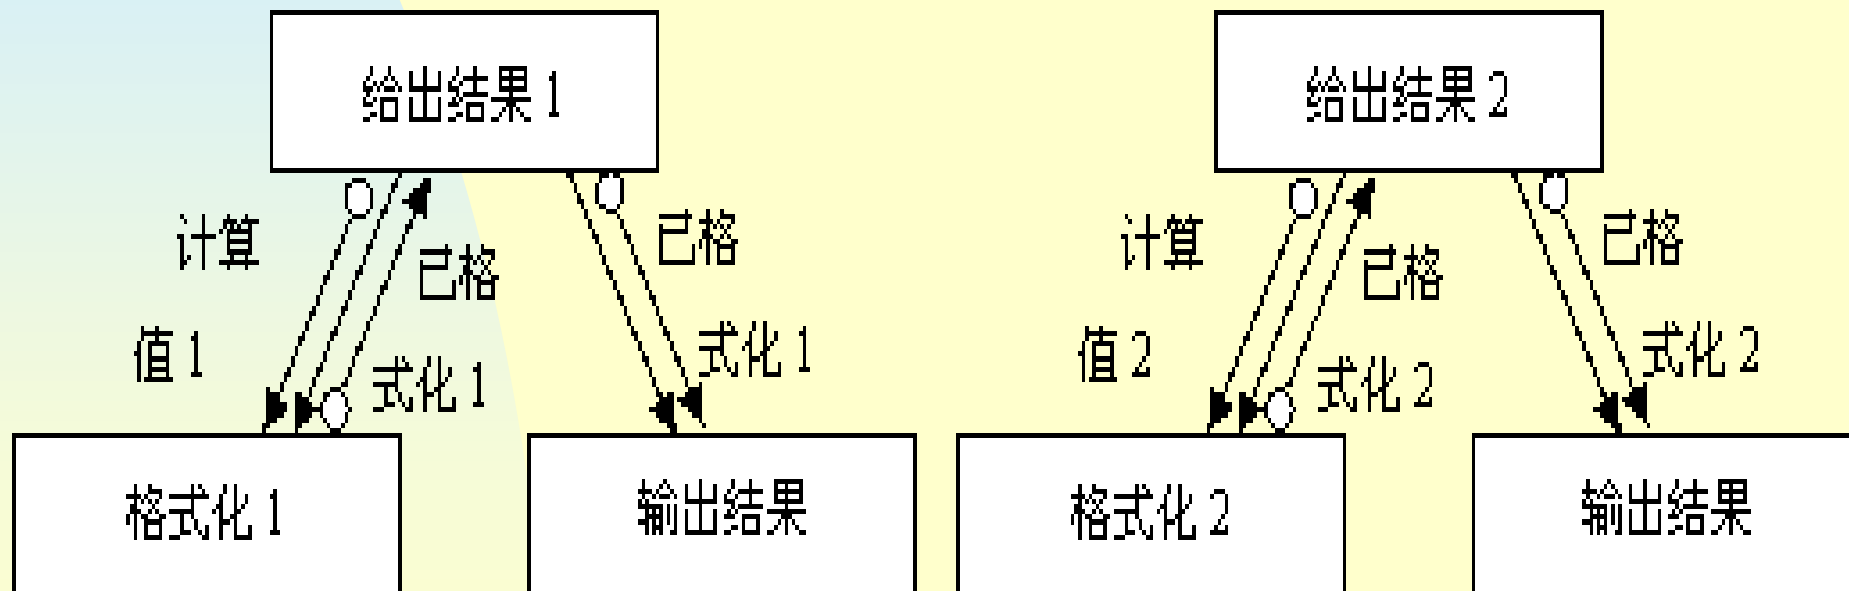 给出结果 1
给出结果 2
计算
值 1
已格
式化 1
已格
式化 1
计算
值 2
已格
式化 2
已格
式化 2
格式化 1
输出结果
格式化 2
输出结果